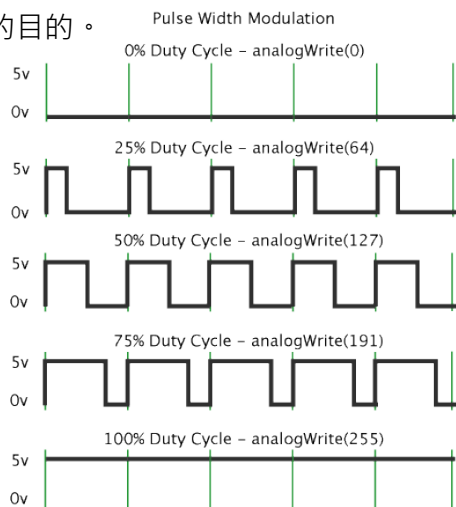 的目的。
Pulse Width Modulation
0% Duty Cycle – analogWrite(0)
5v
0v
25% Duty Cycle – analogWrite(64)
5v
0v
50% Duty Cycle – analogWrite(127)
5v
0v
75% Duty Cycle – analogWrite(191)
5v
0v
100% Duty Cycle – analogWrite(255)
5v
0v